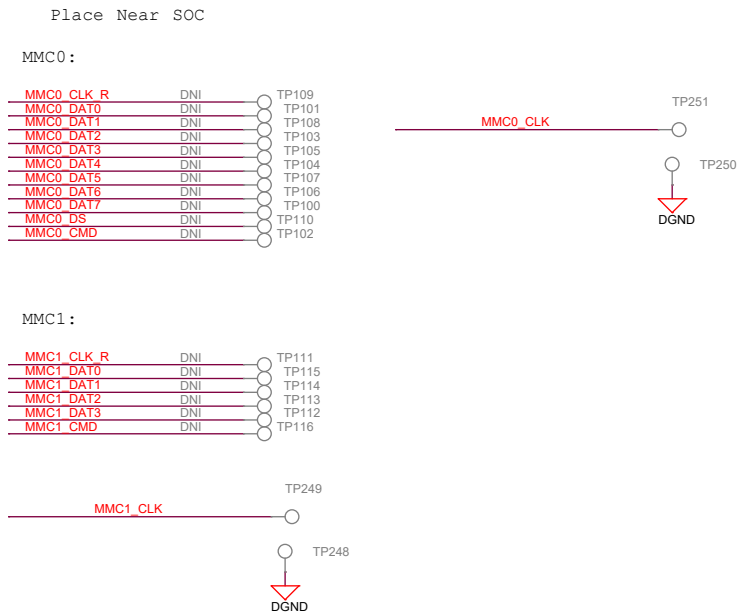 Place Near SOC
MMC0:
MMC0_CLK_R DNI TP109
MMC0_DAT0 DNI TP101
MMC0_DAT1 DNI TP108
MMC0_DAT2 DNI TP103
MMC0_DAT3 DNI TP105
MMC0_DAT4 DNI TP104
MMC0_DAT5 DNI TP107
MMC0_DAT6 DNI TP106
MMC0_DAT7 DNI TP100
MMC0_DS DNI TP110
MMC0_CMD DNI TP102
TP251
MMC0_CLK
TP250
DGND
MMC1:
MMC1_CLK_R DNI TP111
MMC1_DAT0 DNI TP115
MMC1_DAT1 DNI TP114
MMC1_DAT2 DNI TP113
MMC1_DAT3 DNI TP112
MMC1_CMD DNI TP116
TP249
MMC1_CLK
TP248
DGND